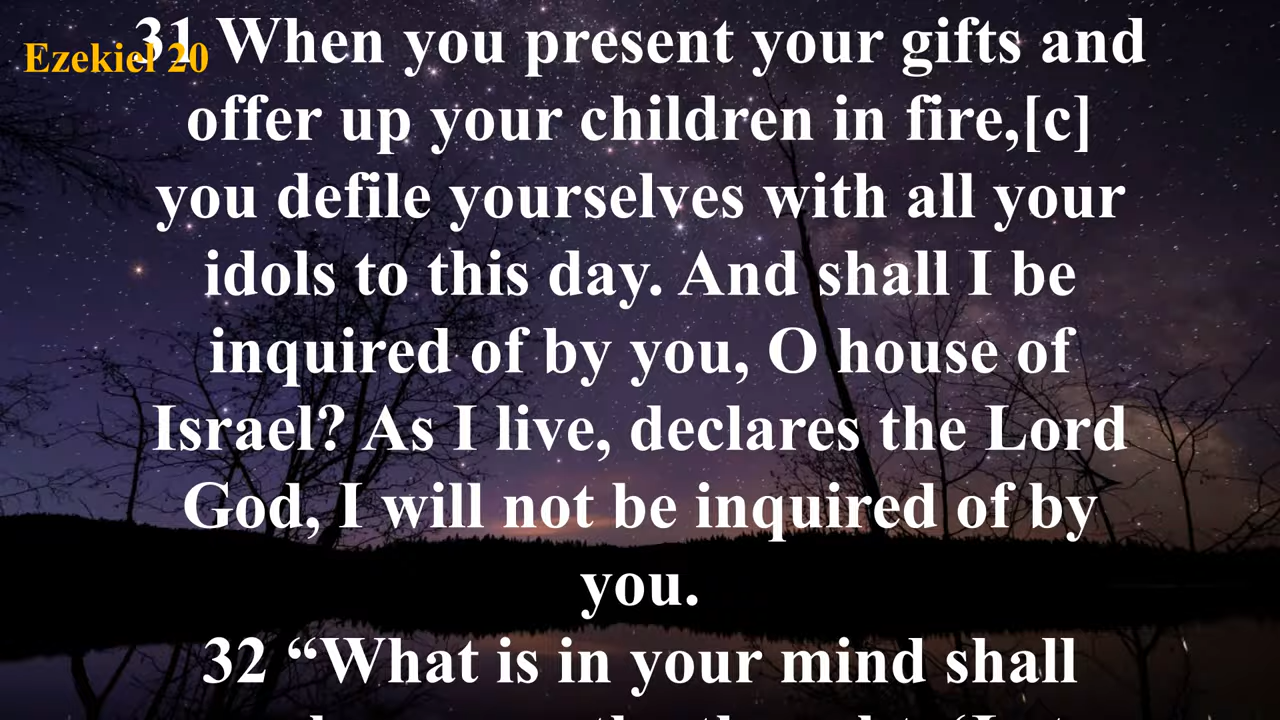 Ezekiel 20
31 When you present your gifts and
offer up your children in fire,[c]
you defile yourselves with all your
idols to this day. And shall I be
inquired of by you, O house of
Israel? As I live, declares the Lord
God, I will not be inquired of by
you.
32 “What is in your mind shall